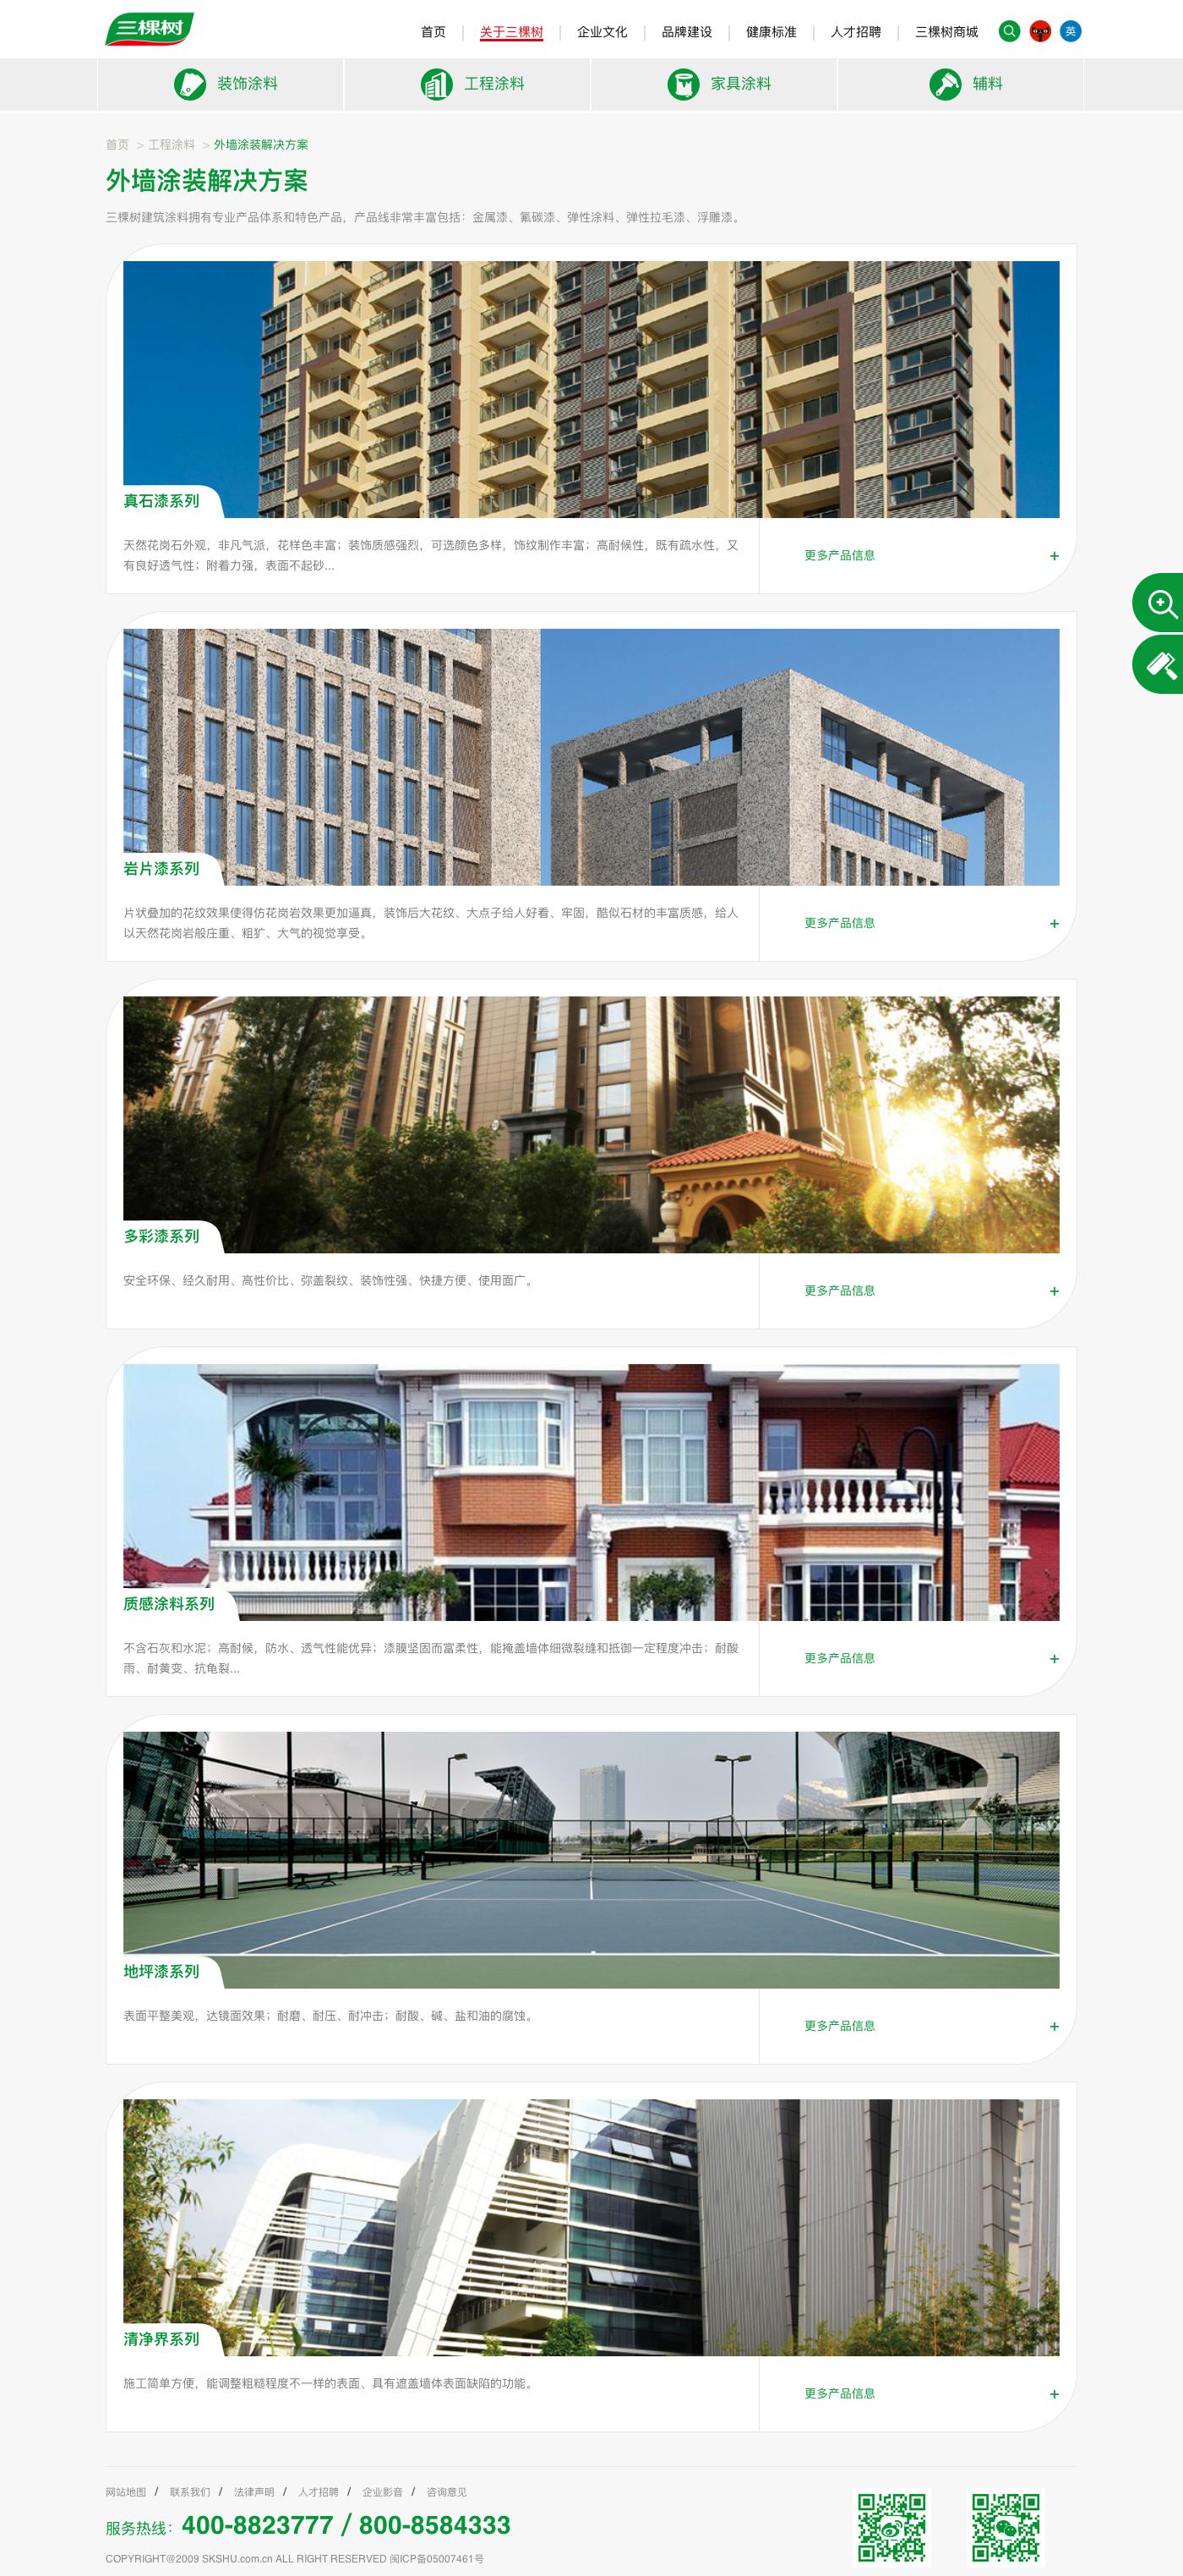 三棵树
首页
关于三棵树
企业文化
品牌建设
健康标准
人才招聘
三棵树商城
英
装饰涂料
工程涂料
家具涂料
辅料
首页 > 工程涂料 > 外墙涂装解决方案
外墙涂装解决方案
三棵树建筑涂料拥有专业产品体系和特色产品，产品线非常丰富包括：金属漆、氟碳漆、弹性涂料、弹性拉毛漆、浮雕漆。
真石漆系列
天然花岗石外观，非凡气派，花样色丰富；装饰质感强烈，可选颜色多样，饰纹制作丰富；高耐候性，既有疏水性，又
有良好透气性；附着力强，表面不起砂...
更多产品信息 +
岩片漆系列
片状叠加的花纹效果使得仿花岗岩效果更加逼真，装饰后大花纹、大点子给人好看、牢固，酷似石材的丰富质感，给人
以天然花岗岩般庄重、粗犷、大气的视觉享受。
更多产品信息 +
多彩漆系列
安全环保、经久耐用、高性价比、弥盖裂纹、装饰性强、快捷方便、使用面广。
更多产品信息 +
质感涂料系列
不含石灰和水泥；高耐候，防水、透气性能优异；漆膜坚固而富柔性，能掩盖墙体细微裂缝和抵御一定程度冲击；耐酸
雨、耐黄变、抗龟裂...
更多产品信息 +
地坪漆系列
表面平整美观，达镜面效果；耐磨、耐压、耐冲击；耐酸、碱、盐和油的腐蚀。
更多产品信息 +
清净界系列
施工简单方便，能调整粗糙程度不一样的表面、具有遮盖墙体表面缺陷的功能。
更多产品信息 +
网站地图 / 联系我们 / 法律声明 / 人才招聘 / 企业影音 / 咨询意见
服务热线：400-8823777 / 800-8584333
COPYRIGHT@2009 SKSHU.com.cn ALL RIGHT RESERVED 闽ICP备05007461号